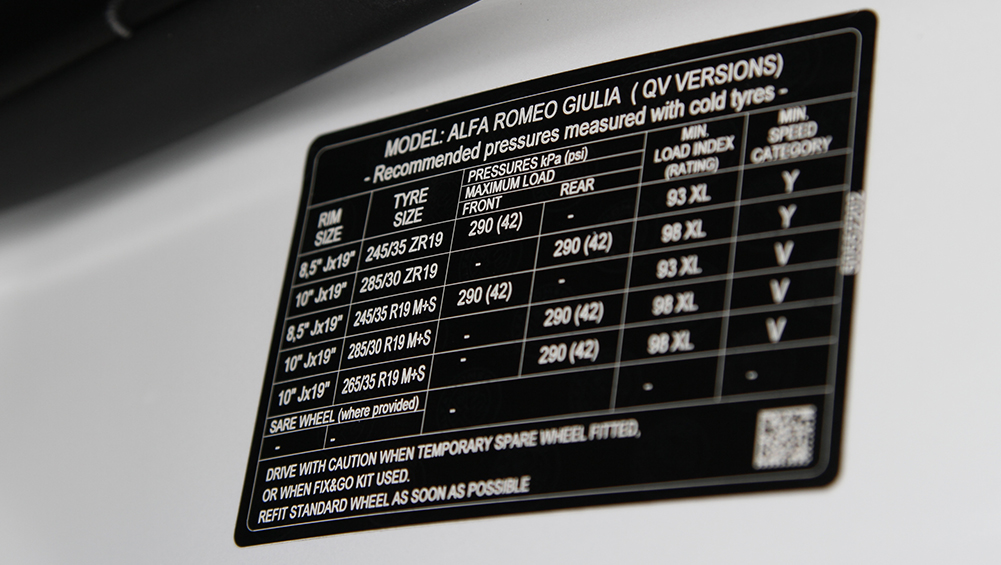 MODEL: ALFA ROMEO GIULIA ( QV VERSIONS)
- Recommended pressures measured with cold tyres -
RIM SIZE TYRE SIZE PRESSURES kPa (psi) MIN. LOAD INDEX (RATING) MIN. SPEED CATEGORY
MAXIMUM LOAD
FRONT REAR
8,5" Jx19" 245/35 ZR19 290 (42) - 93 XL Y
10" Jx19" 285/30 ZR19 - 290 (42) 98 XL Y
8,5" Jx19" 245/35 R19 M+S 290 (42) - 93 XL V
10" Jx19" 285/30 R19 M+S - 290 (42) 98 XL V
10" Jx19" 265/35 R19 M+S - 290 (42) 98 XL V
SARE WHEEL (where provided)
- - - - -
DRIVE WITH CAUTION WHEN TEMPORARY SPARE WHEEL FITTED,
OR WHEN FIX&GO KIT USED.
REFIT STANDARD WHEEL AS SOON AS POSSIBLE